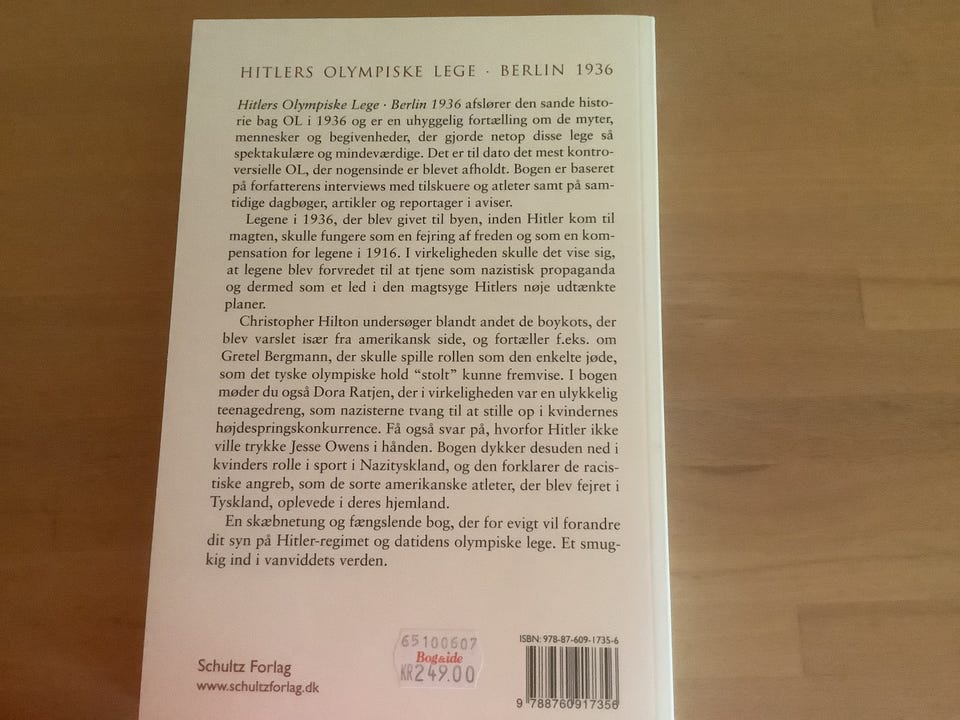 HITLERS OLYMPISKE LEGE · BERLIN 1936
Hitlers Olympiske Lege · Berlin 1936 afslører den sande histo-
rie bag OL i 1936 og er en uhyggelig fortælling om de myter,
mennesker og begivenheder, der gjorde netop disse lege så
spektakulære og mindeværdige. Det er til dato det mest kontro-
versielle OL, der nogensinde er blevet afholdt. Bogen er baseret
på forfatterens interviews med tilskuere og atleter samt på sam-
tidige dagbøger, artikler og reportager i aviser.
Legene i 1936, der blev givet til byen, inden Hitler kom til
magten, skulle fungere som en fejring af freden og som en kom-
pensation for legene i 1916. I virkeligheden skulle det vise sig,
at legene blev forvredet til at tjene som nazistisk propaganda
og dermed som et led i den magtsyge Hitlers nøje udtænkte
planer.
Christopher Hilton undersøger blandt andet de boykots, der
blev varslet især fra amerikansk side, og fortæller f.eks. om
Gretel Bergmann, der skulle spille rollen som den enkelte jøde,
som det tyske olympiske hold “stolt” kunne fremvise. I bogen
møder du også Dora Ratjen, der i virkeligheden var en ulykkelig
teenagedreng, som nazisterne tvang til at stille op i kvindernes
højdespringskonkurrence. Få også svar på, hvorfor Hitler ikke
ville trykke Jesse Owens i hånden. Bogen dykker desuden ned i
kvinders rolle i sport i Nazityskland, og den forklarer de racis-
tiske angreb, som de sorte amerikanske atleter, der blev fejret i
Tyskland, oplevede i deres hjemland.
En skæbnetung og fængslende bog, der for evigt vil forandre
dit syn på Hitler-regimet og datidens olympiske lege. Et smug-
kig ind i vanviddets verden.
Schultz Forlag
www.schultzforlag.dk
65100607
Bog&ide
KR249.00
ISBN: 978-87-609-1735-6
9 788760 917356